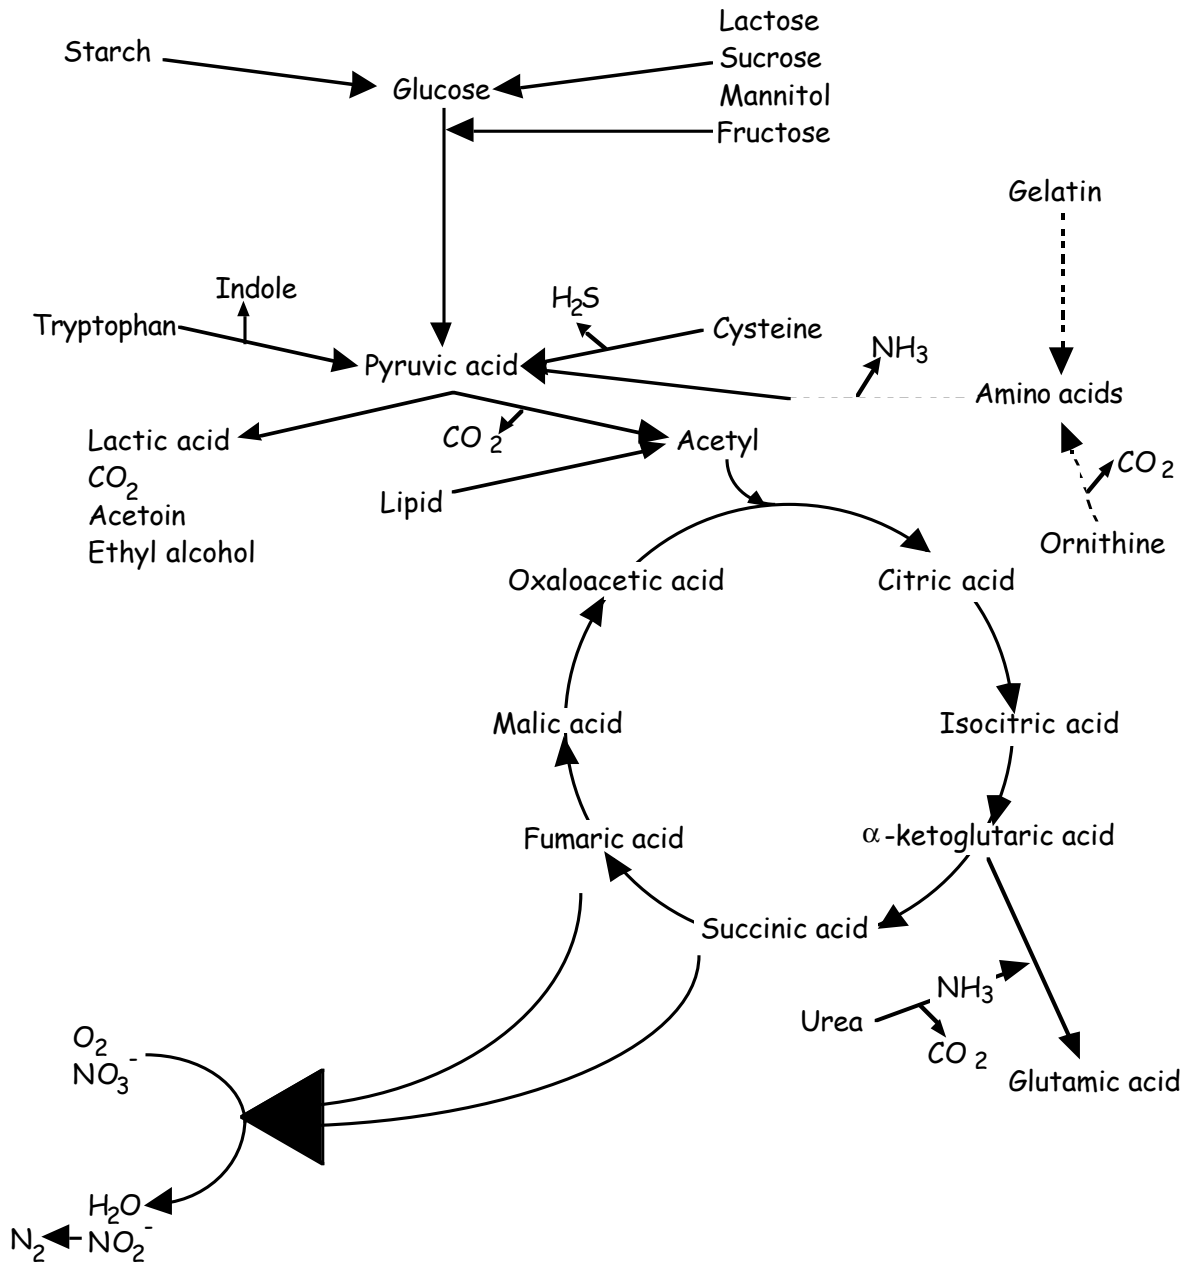 Lactose
Starch
Sucrose
Glucose
Mannitol
Fructose
Gelatin
Indole
H2S
Tryptophan
Cysteine
NH3
Pyruvic acid
Amino acids
Lactic acid
CO2
Acetyl
CO2
CO2
Lipid
Acetoin
Ethyl alcohol
Ornithine
Oxaloacetic acid
Citric acid
Malic acid
Isocitric acid
Fumaric acid
α-ketoglutaric acid
Succinic acid
NH3
Urea
O2
CO2
NO3-
Glutamic acid
H2O
N2
NO2-